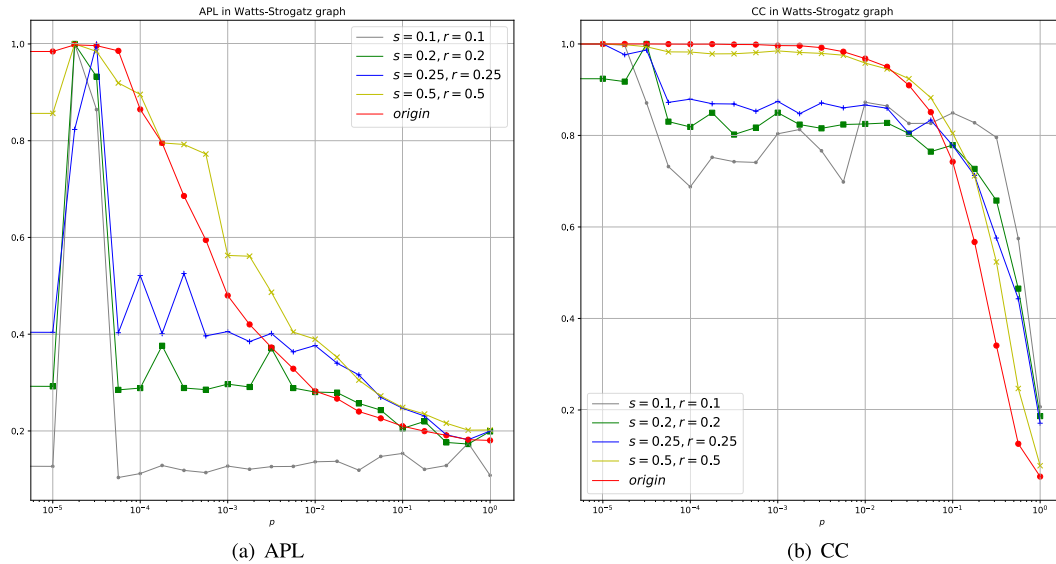 APL in Watts-Strogatz graph
1.0
0.8
0.6
0.4
0.2
10⁻⁵
10⁻⁴
10⁻³
10⁻²
10⁻¹
10⁰
p
s = 0.1, r = 0.1
s = 0.2, r = 0.2
s = 0.25, r = 0.25
s = 0.5, r = 0.5
origin
(a) APL
CC in Watts-Strogatz graph
1.0
0.8
0.6
0.4
0.2
s = 0.1, r = 0.1
s = 0.2, r = 0.2
s = 0.25, r = 0.25
s = 0.5, r = 0.5
origin
10⁻⁵
10⁻⁴
10⁻³
10⁻²
10⁻¹
10⁰
p
(b) CC